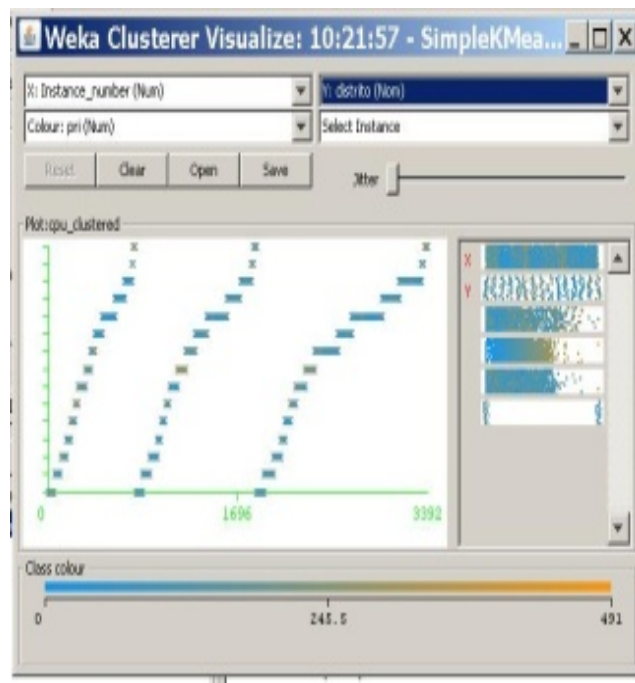 Weka Clusterer Visualize: 10:21:57 - SimpleKMea...
X: Instance_number (Num)
Y: distrito (Nom)
Colour: pri (Num)
Select Instance
Reset
Clear
Open
Save
Jitter
Plot:cpu_clustered
X
Y
0
1696
3392
Class colour
0
245.5
491